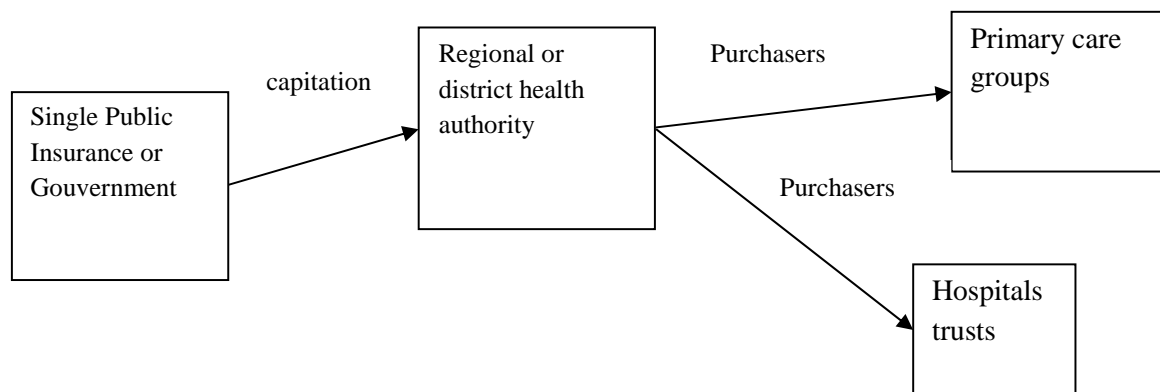 Single Public
Insurance or
Gouvernment
capitation
Regional or
district health
authority
Purchasers
Purchasers
Primary care
groups
Hospitals
trusts